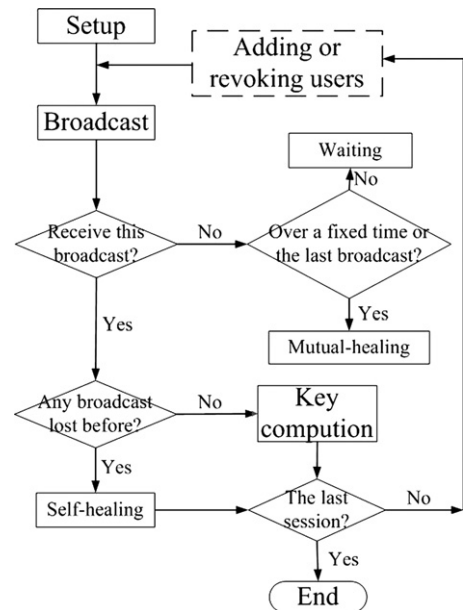 Setup
Adding or
revoking users
Broadcast
Waiting
No
Receive this
broadcast?
No
Over a fixed time or
the last broadcast?
Yes
Yes
Mutual-healing
Any broadcast
lost before?
No
Key
compution
Yes
Self-healing
The last
session?
No
Yes
End